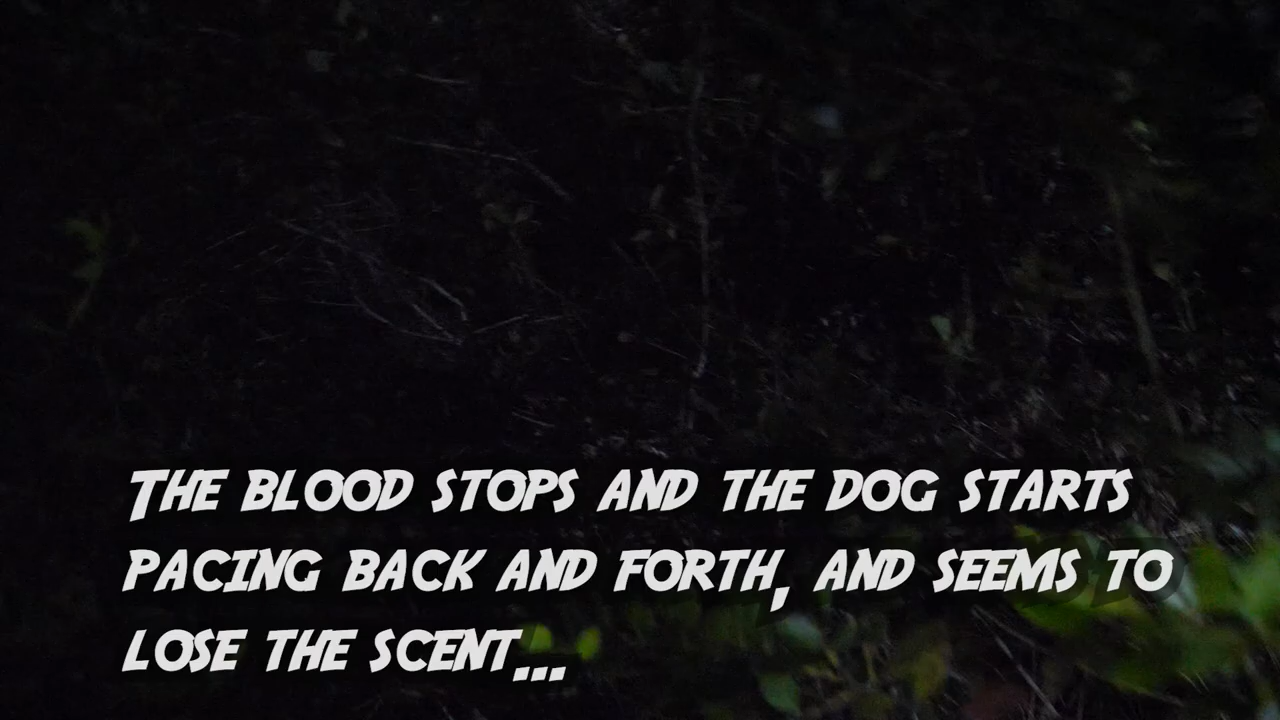 The blood stops and the dog starts
pacing back and forth, and seems to
lose the scent...